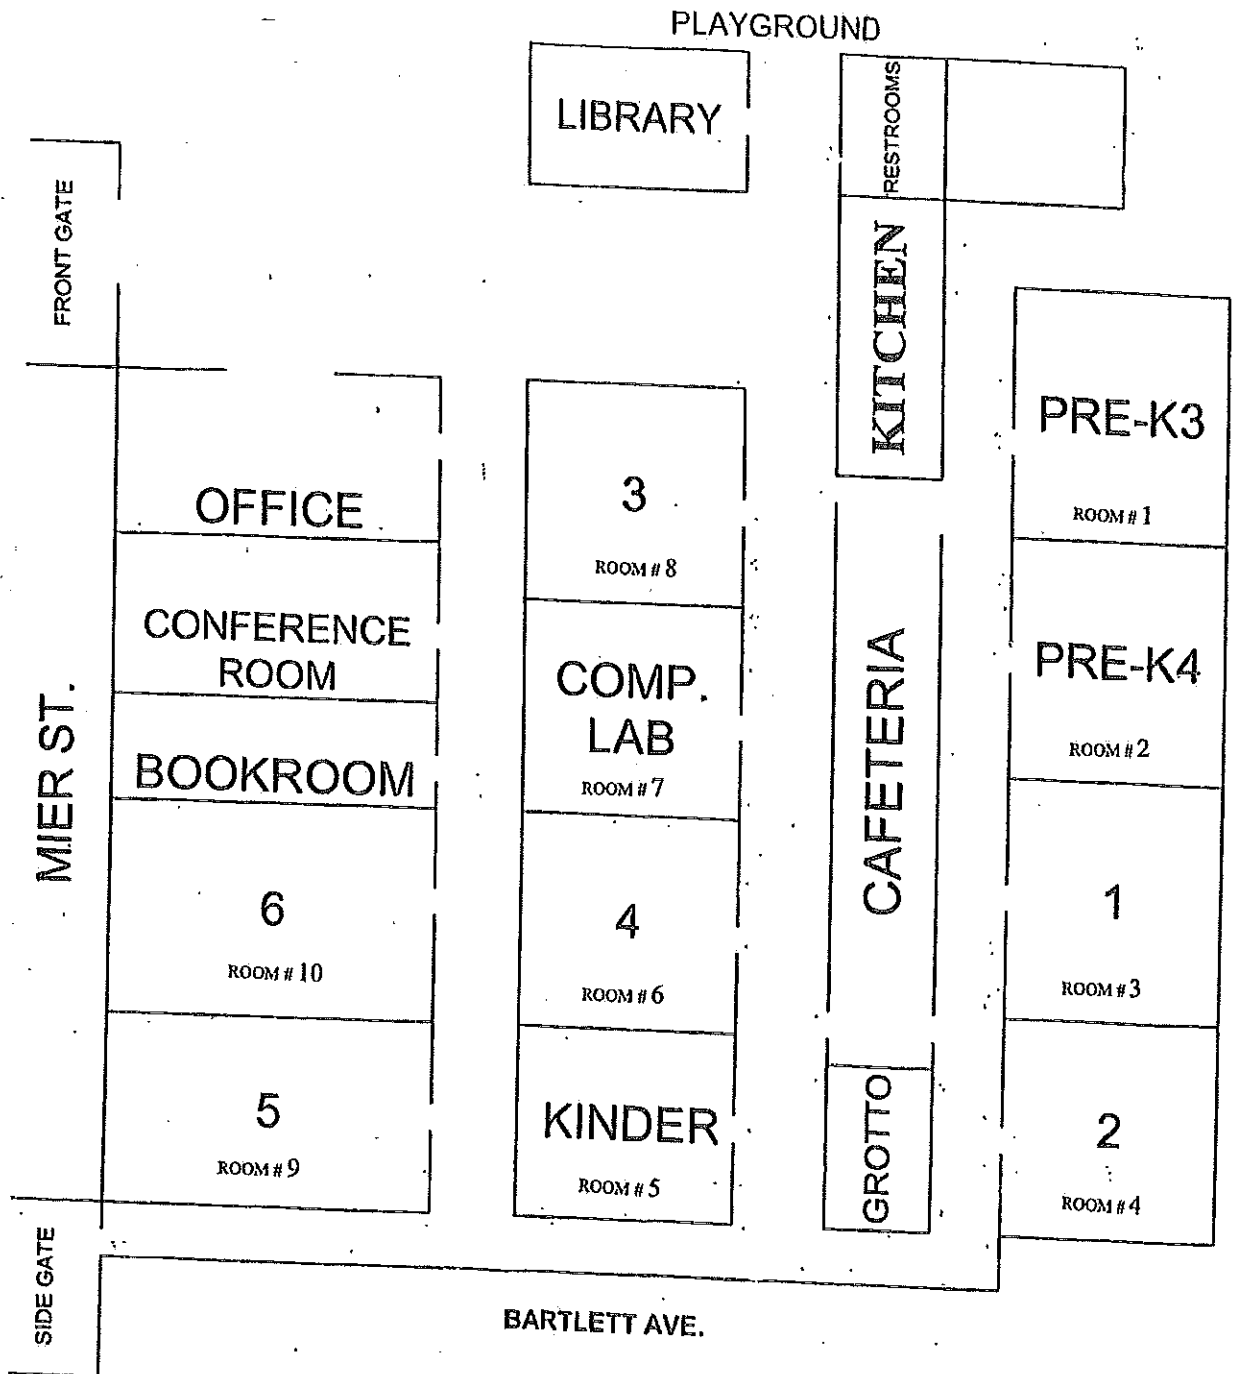 PLAYGROUND
LIBRARY
RESTROOMS
FRONT GATE
KITCHEN
PRE-K3
ROOM # 1
OFFICE
3
ROOM # 8
CONFERENCE
ROOM
COMP.
LAB
ROOM # 7
PRE-K4
ROOM # 2
MIER ST.
BOOKROOM
CAFETERIA
6
ROOM # 10
4
ROOM # 6
1
ROOM # 3
5
ROOM # 9
KINDER
ROOM # 5
GROTTO
2
ROOM # 4
SIDE GATE
BARTLETT AVE.